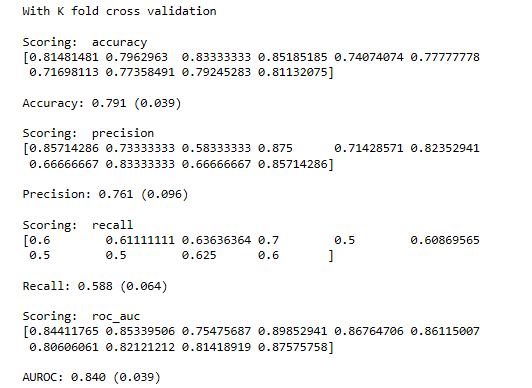 With K fold cross validation
Scoring:  accuracy
[0.81481481 0.7962963  0.83333333 0.85185185 0.74074074 0.77777778
 0.71698113 0.77358491 0.79245283 0.81132075]
Accuracy: 0.791 (0.039)
Scoring:  precision
[0.85714286 0.73333333 0.58333333 0.875      0.71428571 0.82352941
 0.66666667 0.83333333 0.66666667 0.85714286]
Precision: 0.761 (0.096)
Scoring:  recall
[0.6        0.61111111 0.63636364 0.7        0.5        0.60869565
 0.5        0.5        0.625      0.6       ]
Recall: 0.588 (0.064)
Scoring:  roc_auc
[0.84411765 0.85339506 0.75475687 0.89852941 0.86764706 0.86115007
 0.80606061 0.82121212 0.81418919 0.87575758]
AUROC: 0.840 (0.039)